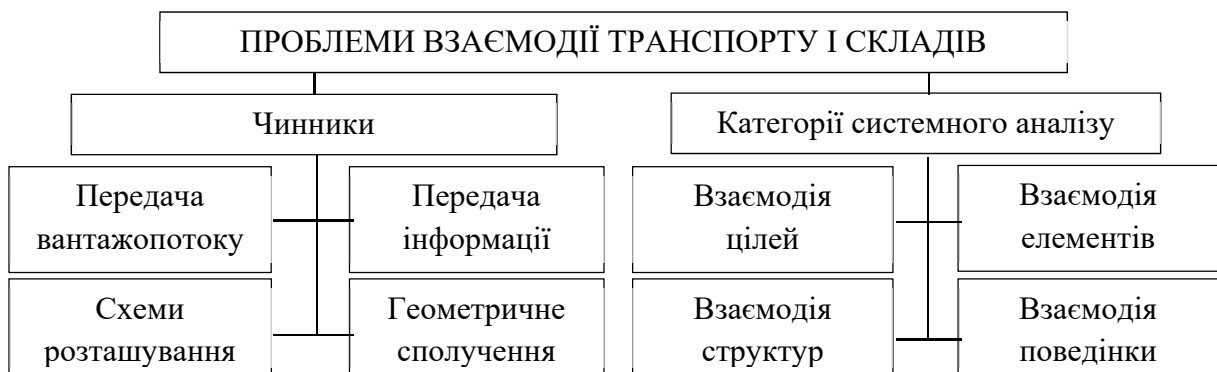 ПРОБЛЕМИ ВЗАЄМОДІЇ ТРАНСПОРТУ І СКЛАДІВ
Чинники
Категорії системного аналізу
Передача
вантажопотоку
Передача
інформації
Взаємодія
цілей
Взаємодія
елементів
Схеми
розташування
Геометричне
сполучення
Взаємодія
структур
Взаємодія
поведінки